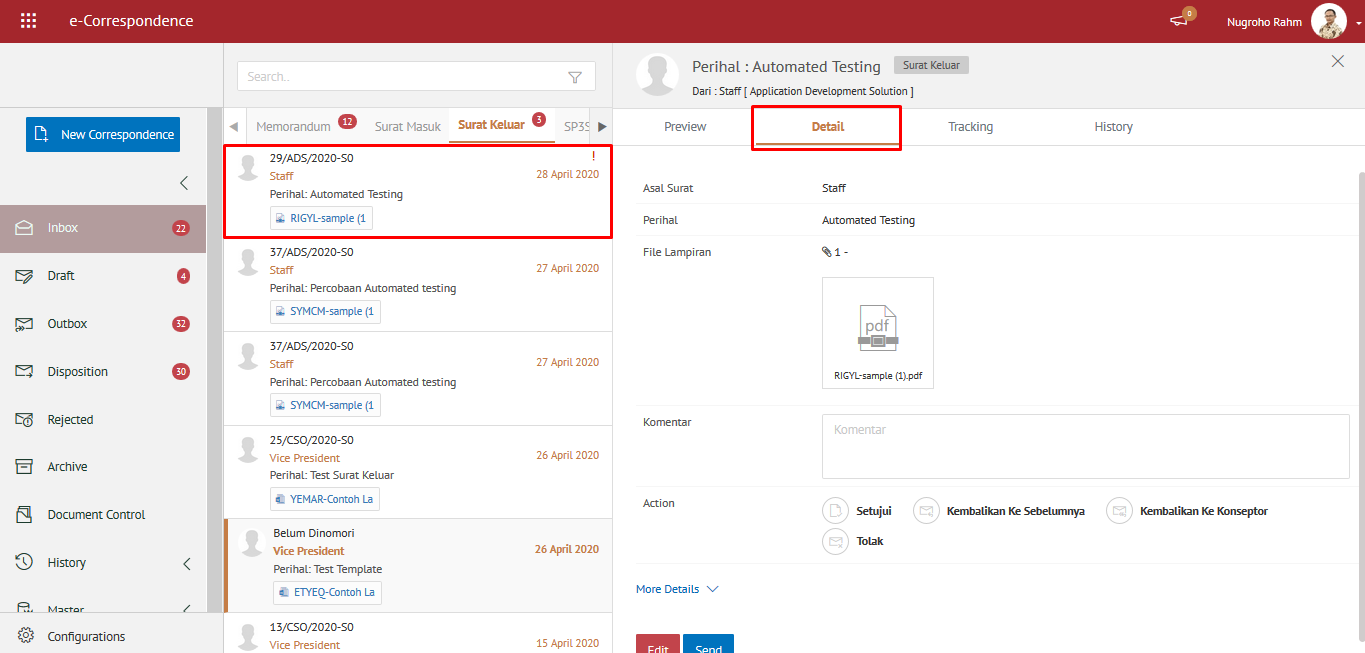 e-Correspondence
0
Nugroho Rahm
New Correspondence
Inbox 22
Draft 4
Outbox 32
Disposition 30
Rejected
Archive
Document Control
History
Master
Configurations
Search..
Memorandum 12 Surat Masuk Surat Keluar 3 SP3S
29/ADS/2020-S0 !
Staff 28 April 2020
Perihal: Automated Testing
RIGYL-sample (1
37/ADS/2020-S0
Staff 27 April 2020
Perihal: Percobaan Automated testing
SYMCM-sample (1
37/ADS/2020-S0
Staff 27 April 2020
Perihal: Percobaan Automated testing
SYMCM-sample (1
25/CSO/2020-S0
Vice President 26 April 2020
Perihal: Test Surat Keluar
YEMAR-Contoh La
Belum Dinomori
Vice President 26 April 2020
Perihal: Test Template
ETYEQ-Contoh La
13/CSO/2020-S0
Vice President 15 April 2020
Perihal : Automated Testing Surat Keluar
Dari : Staff [ Application Development Solution ]
Preview Detail Tracking History
Asal Surat Staff
Perihal Automated Testing
File Lampiran 1 -
pdf
RIGYL-sample (1).pdf
Komentar Komentar
Action Setujui Kembalikan Ke Sebelumnya Kembalikan Ke Konseptor
Tolak
More Details
Edit Send